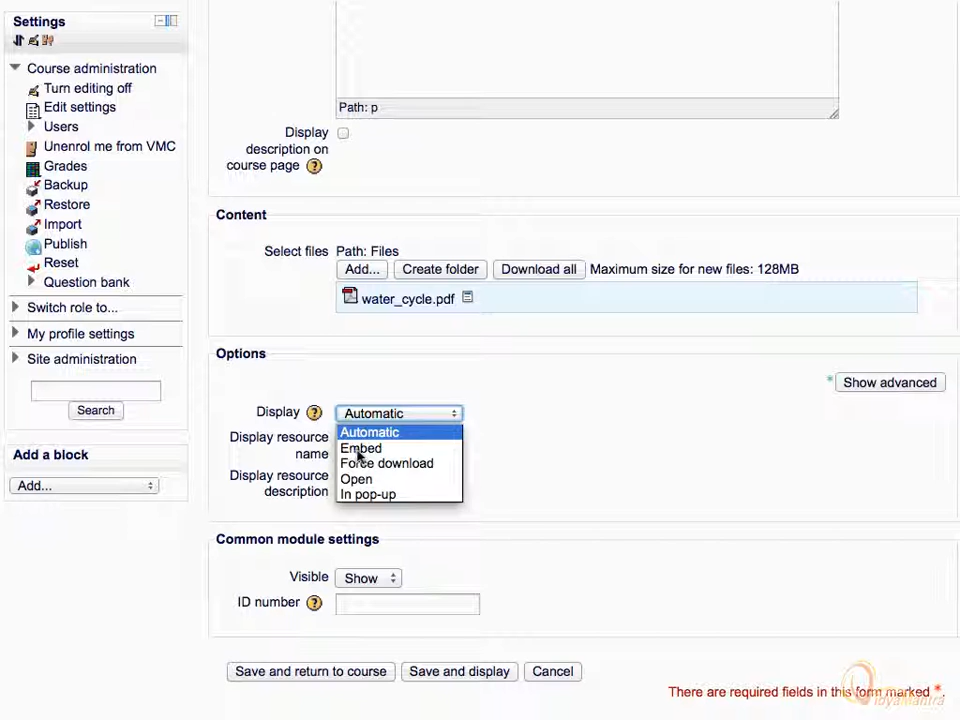 Settings
Course administration
Turn editing off
Edit settings
Users
Unenrol me from VMC
Grades
Backup
Restore
Import
Publish
Reset
Question bank
Switch role to...
My profile settings
Site administration
Search
Add a block
Add...
Path: p
Display
description on
course page
Content
Select files Path: Files
Add... Create folder Download all Maximum size for new files: 128MB
water_cycle.pdf
Options
* Show advanced
Display Automatic
Automatic
Display resource
name
Embed
Force download
Display resource
description
Open
In pop-up
Common module settings
Visible Show
ID number
Save and return to course Save and display Cancel
There are required fields in this form marked *.